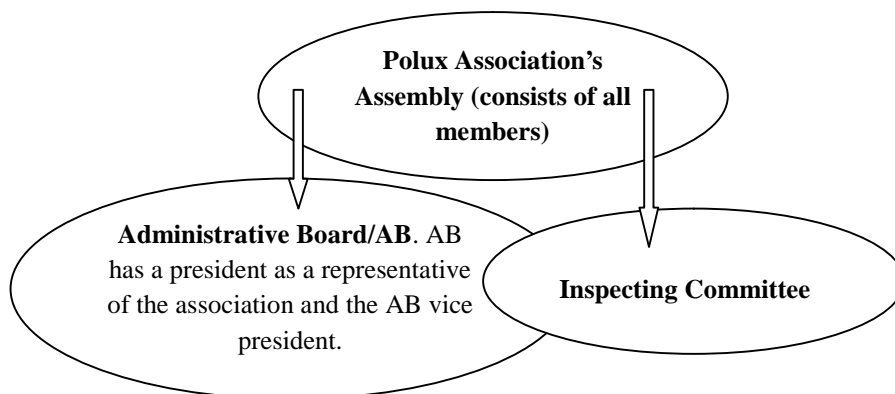 Polux Association’s
Assembly (consists of all
members)
Administrative Board/AB. AB
has a president as a representative
of the association and the AB vice
president.
Inspecting Committee